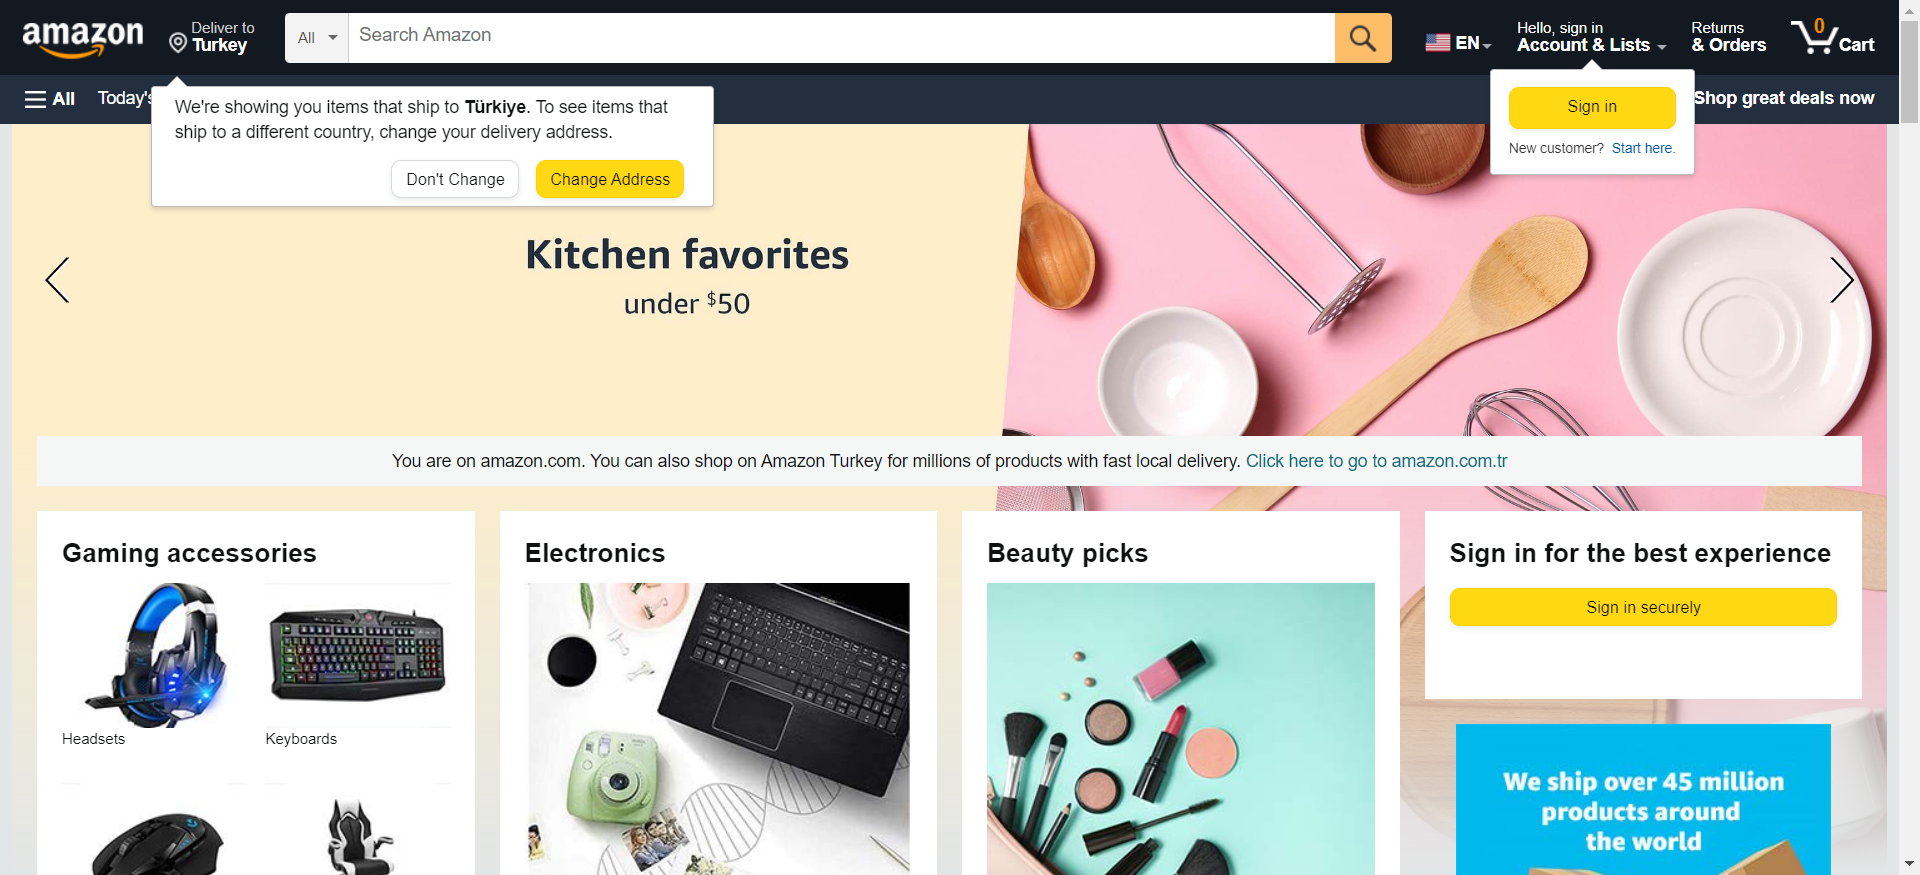 amazon
Deliver to
Turkey
All
Search Amazon
EN
Hello, sign in
Account & Lists
Returns
& Orders
0
Cart
All
Today's
Shop great deals now
We're showing you items that ship to Türkiye. To see items that
ship to a different country, change your delivery address.
Don't Change
Change Address
Sign in
New customer? Start here.
Kitchen favorites
under $50
You are on amazon.com. You can also shop on Amazon Turkey for millions of products with fast local delivery. Click here to go to amazon.com.tr
Gaming accessories
Headsets
Keyboards
Electronics
Beauty picks
Sign in for the best experience
Sign in securely
We ship over 45 million
products around
the world